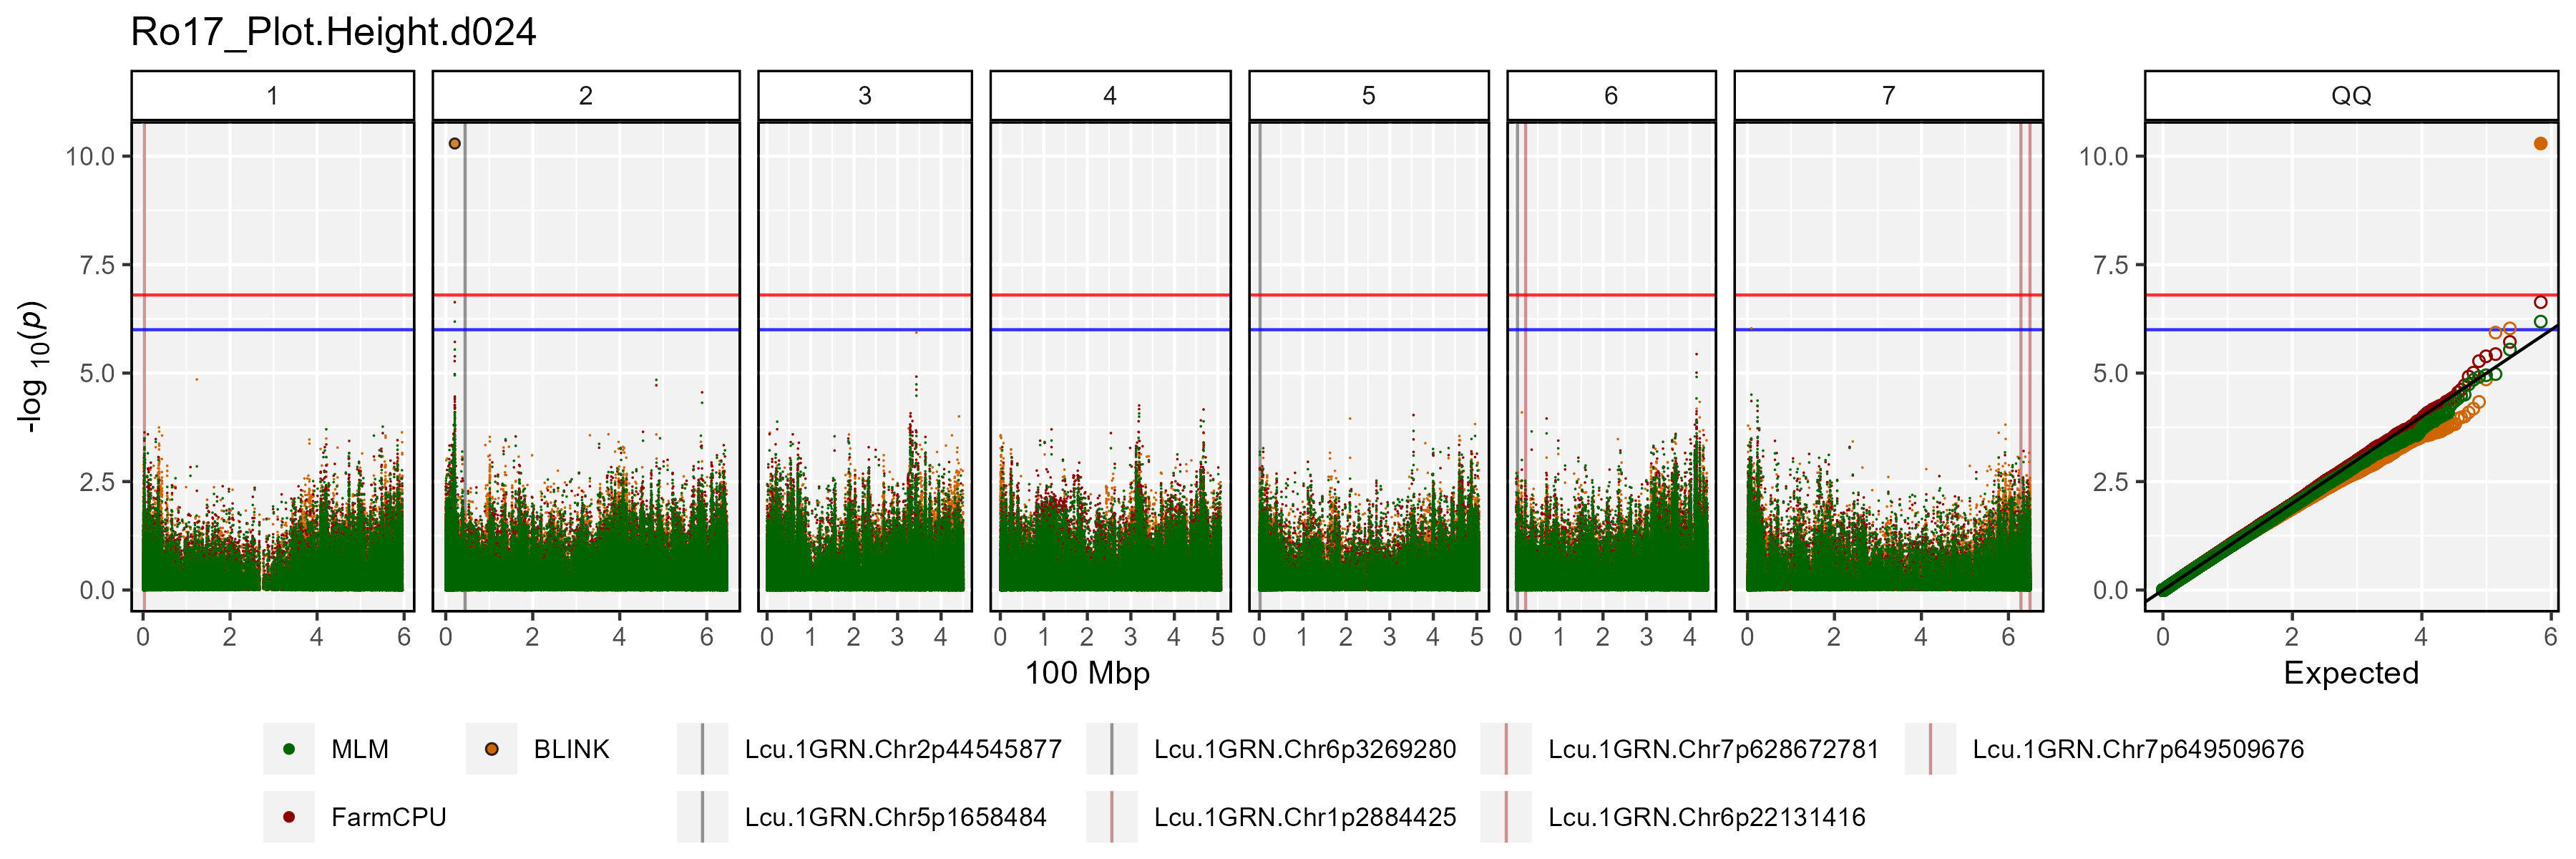 Ro17_Plot.Height.d024
1 2 3 4 5 6 7 QQ
10.0 10.0
7.5 7.5
5.0 5.0
2.5 2.5
0.0 0.0
-log 10(p)
0 2 4 6 0 2 4 6 0 1 2 3 4 0 1 2 3 4 5 0 1 2 3 4 5 0 1 2 3 4 0 2 4 6 0 2 4 6
100 Mbp Expected
MLM BLINK Lcu.1GRN.Chr2p44545877 Lcu.1GRN.Chr6p3269280 Lcu.1GRN.Chr7p628672781 Lcu.1GRN.Chr7p649509676
FarmCPU Lcu.1GRN.Chr5p1658484 Lcu.1GRN.Chr1p2884425 Lcu.1GRN.Chr6p22131416